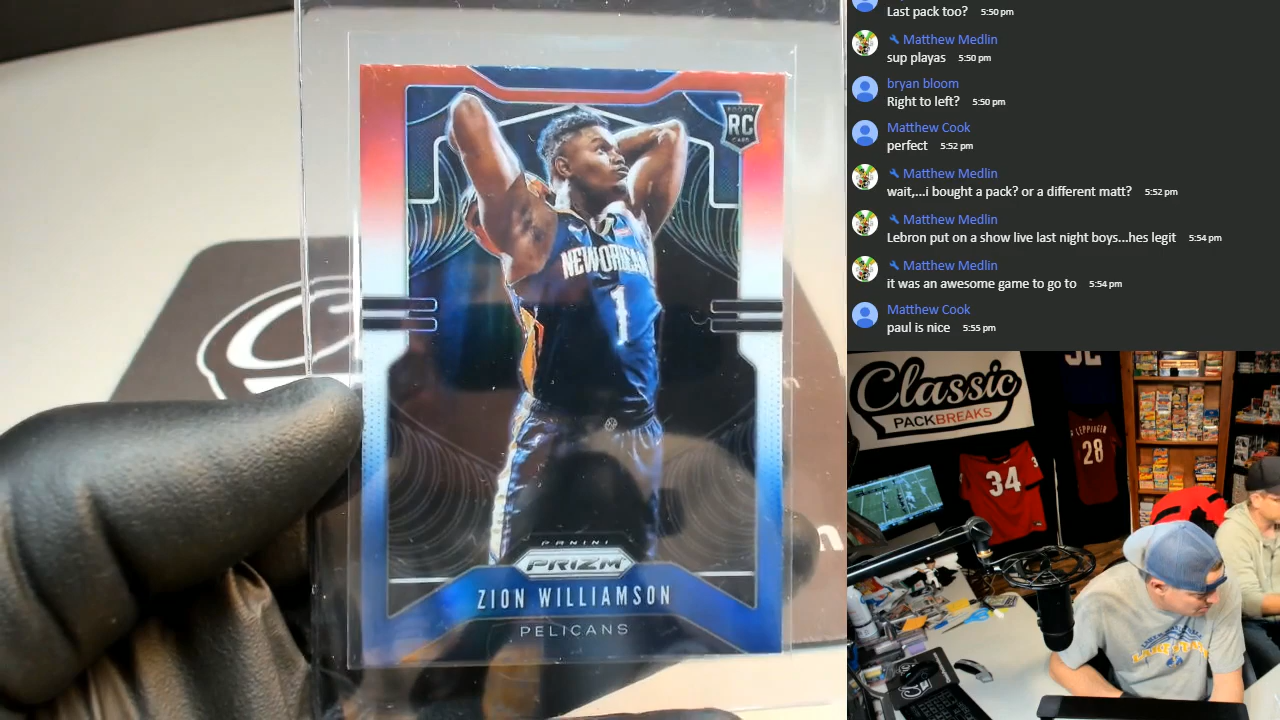 ROOKIE
RC
CARD
NEW ORLEANS
1
PANINI
PRIZM
ZION WILLIAMSON
PELICANS
Last pack too? 5:50 pm
Matthew Medlin
sup playas 5:50 pm
bryan bloom
Right to left? 5:50 pm
Matthew Cook
perfect 5:52 pm
Matthew Medlin
wait,...i bought a pack? or a different matt? 5:52 pm
Matthew Medlin
Lebron put on a show live last night boys...hes legit 5:54 pm
Matthew Medlin
it was an awesome game to go to 5:54 pm
Matthew Cook
paul is nice 5:55 pm
Classic
PACKBREAKS
34
28